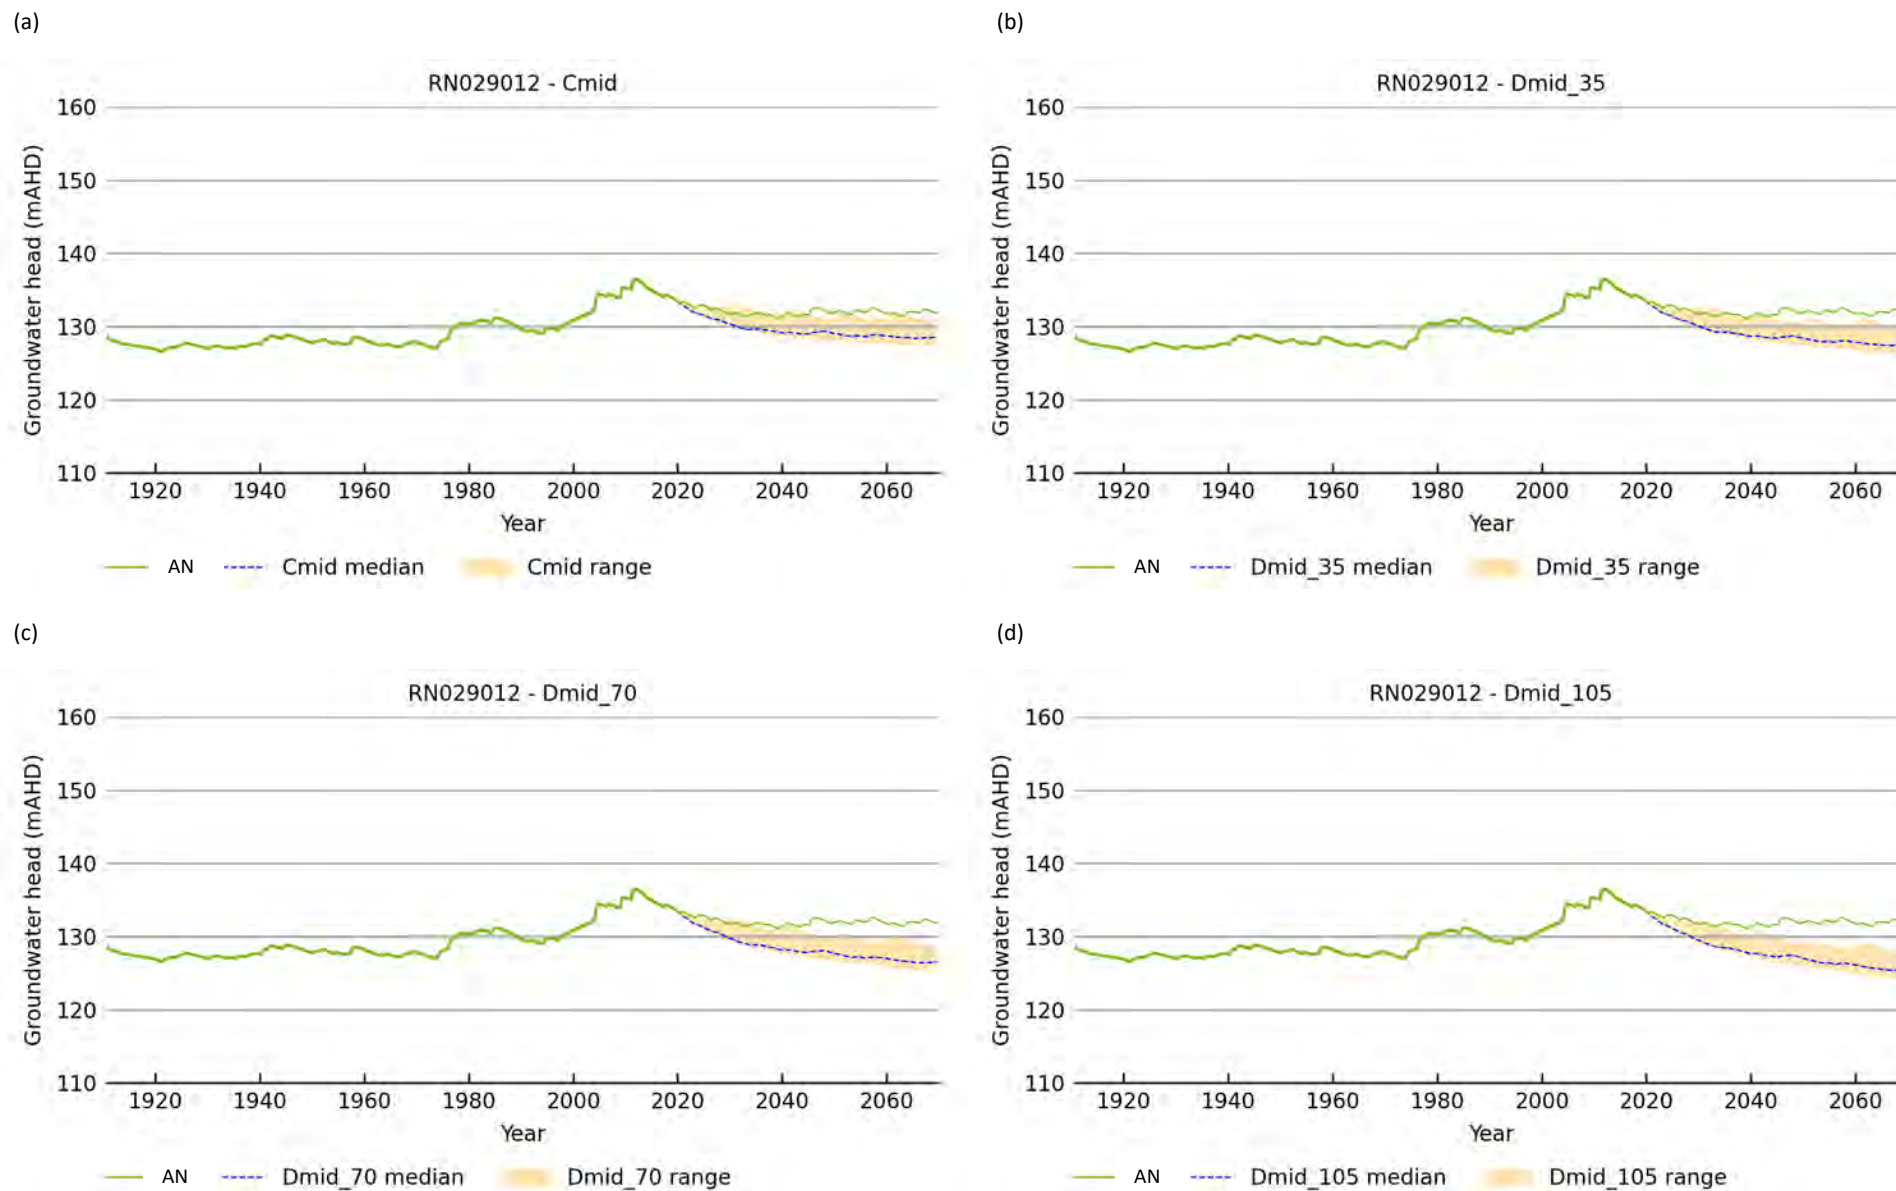 (a)
RN029012 - Cmid
Groundwater head (mAHD)
160
150
140
130
120
110
1920 1940 1960 1980 2000 2020 2040 2060
Year
AN Cmid median Cmid range
(b)
RN029012 - Dmid_35
Groundwater head (mAHD)
160
150
140
130
120
110
1920 1940 1960 1980 2000 2020 2040 2060
Year
AN Dmid_35 median Dmid_35 range
(c)
RN029012 - Dmid_70
Groundwater head (mAHD)
160
150
140
130
120
110
1920 1940 1960 1980 2000 2020 2040 2060
Year
AN Dmid_70 median Dmid_70 range
(d)
RN029012 - Dmid_105
Groundwater head (mAHD)
160
150
140
130
120
110
1920 1940 1960 1980 2000 2020 2040 2060
Year
AN Dmid_105 median Dmid_105 range